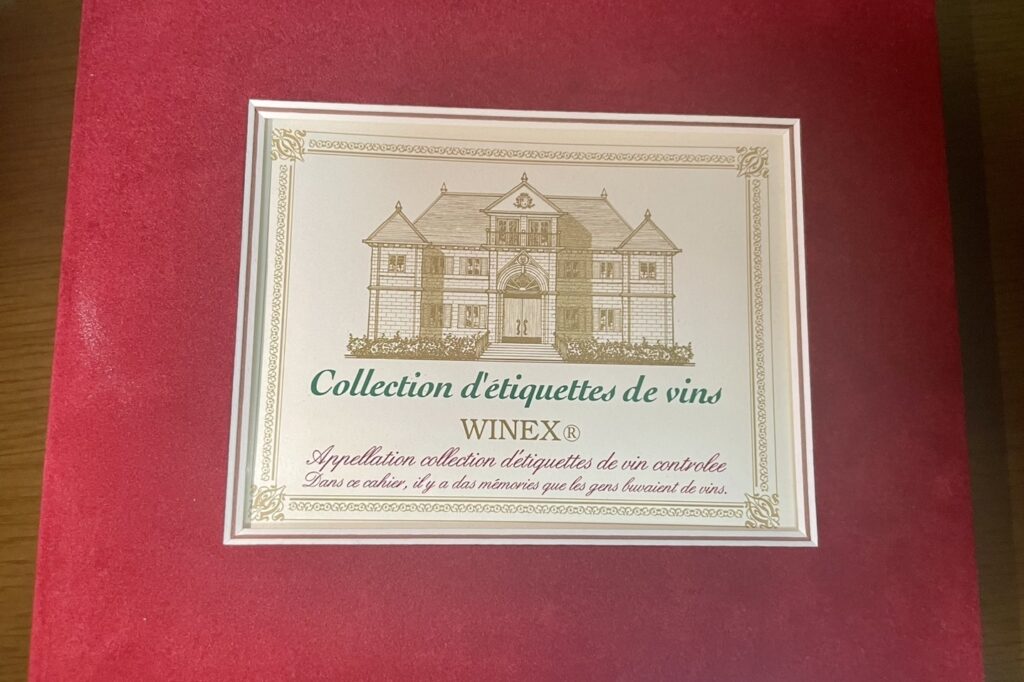 Collection d'étiquettes de vins
WINEX®
Appellation collection d'étiquettes de vin controlee
Dans ce cahier, il y a das mémories que les gens buvaient de vins.